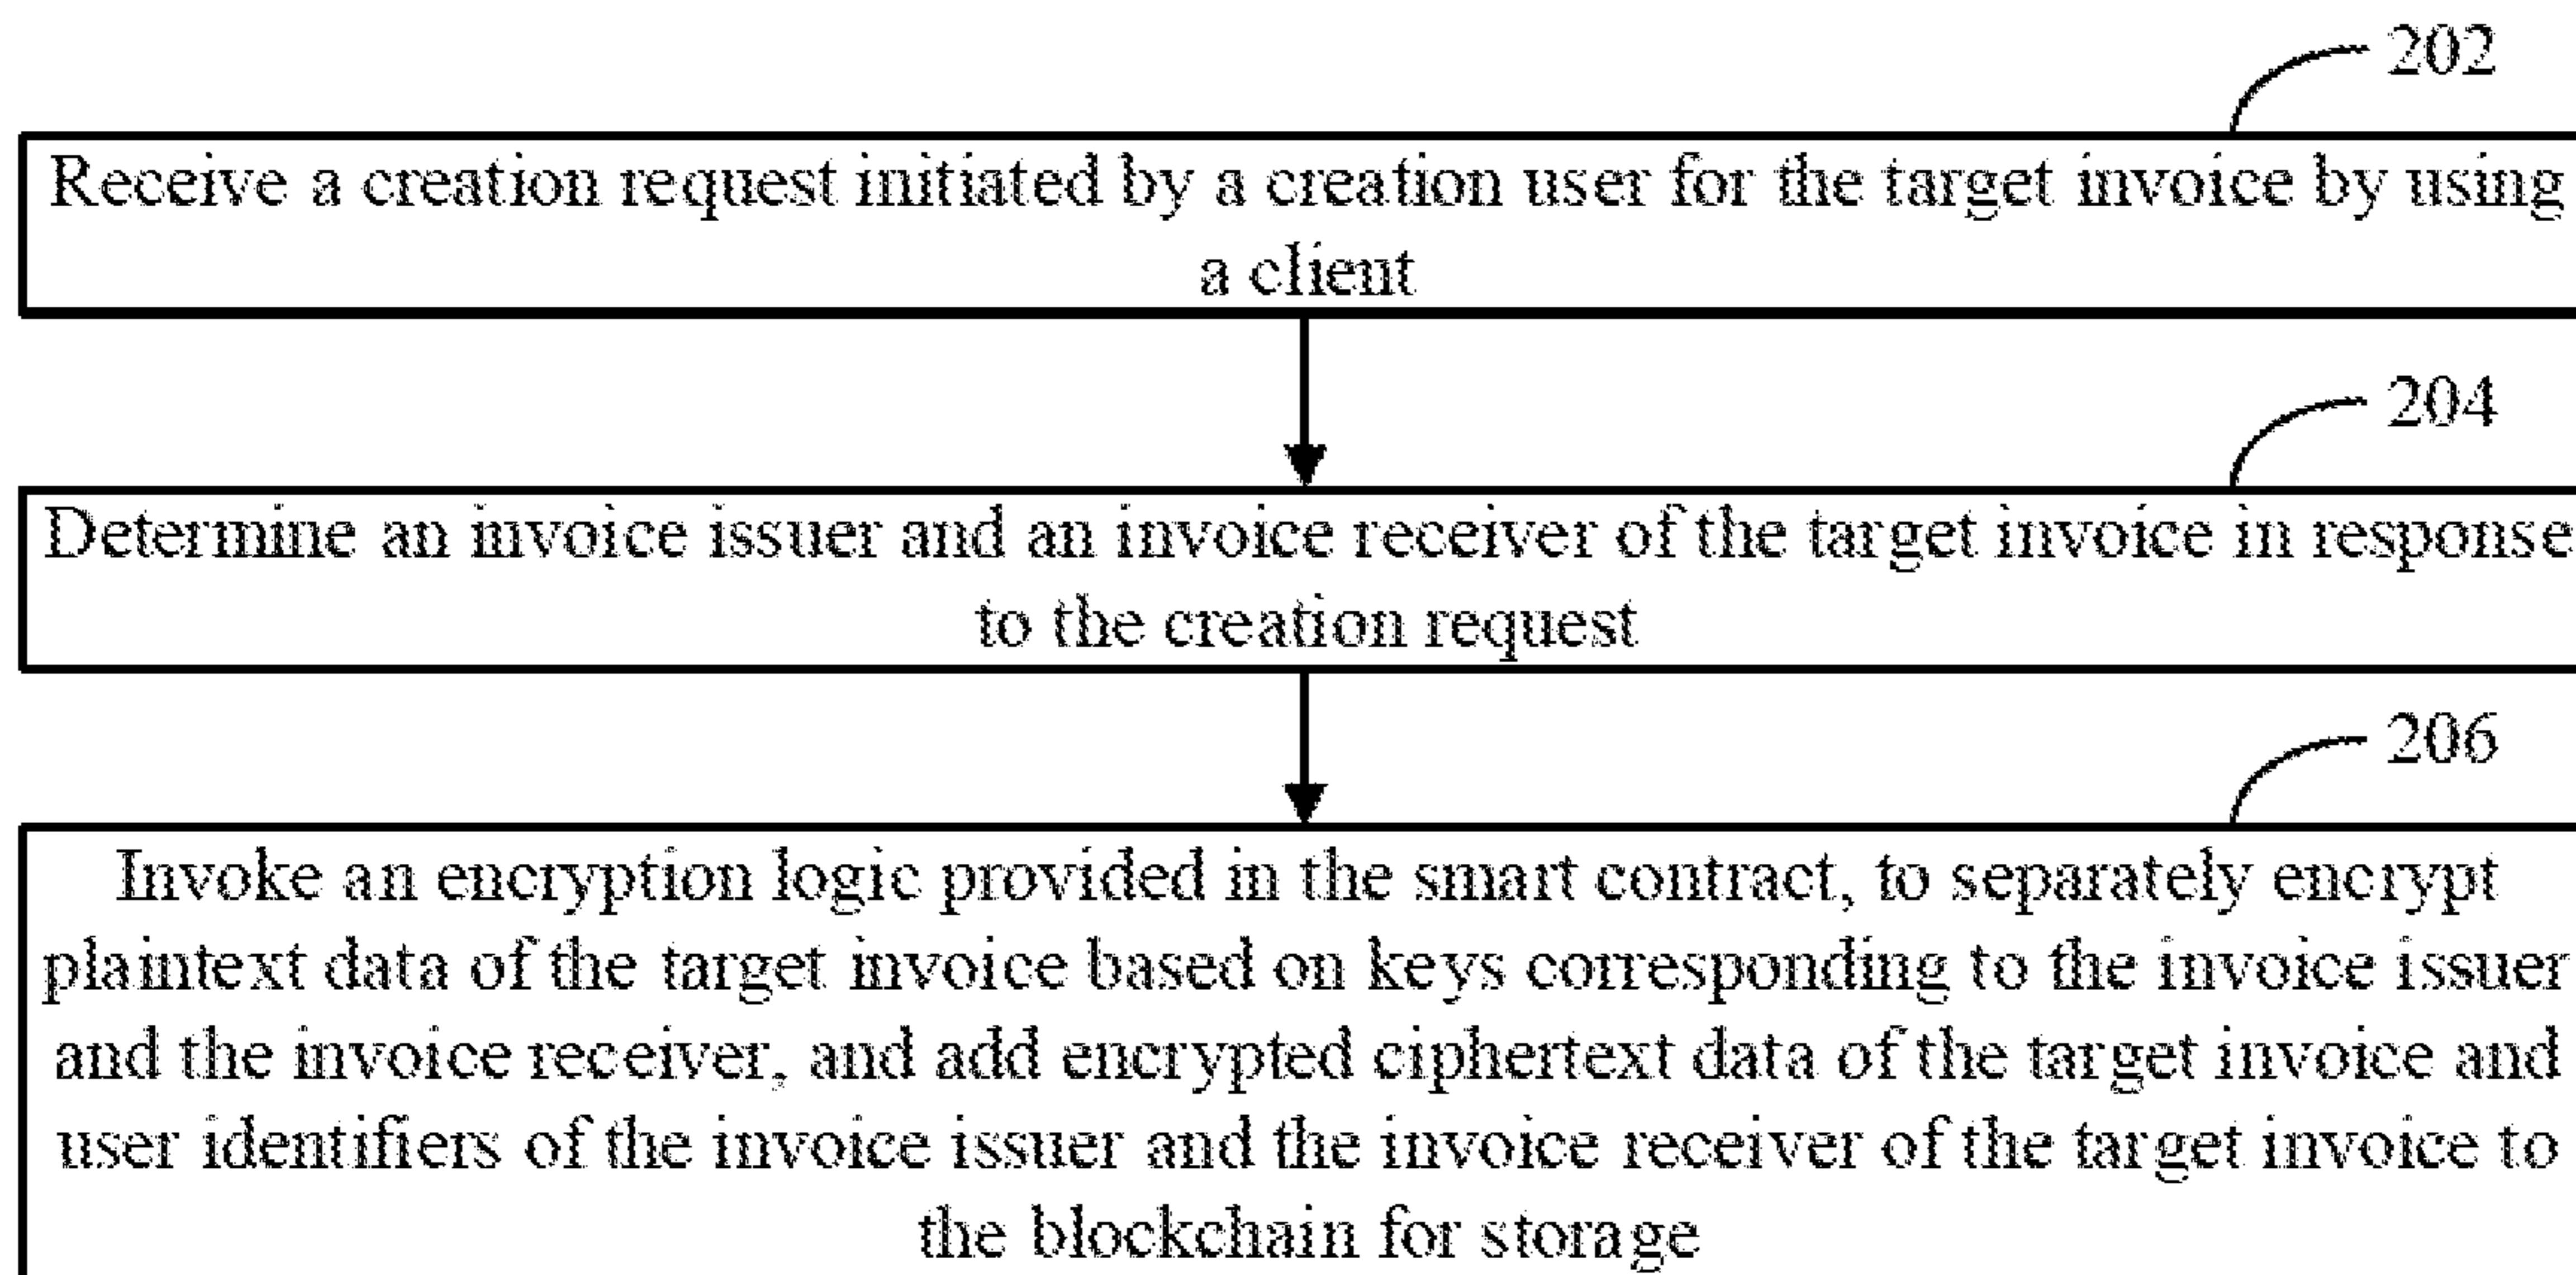 202
Receive a creation request initiated by a creation user for the target invoice by using
a client
204
Determine an invoice issuer and an invoice receiver of the target invoice in response
to the creation request
206
Invoke an encryption logic provided in the smart contract, to separately encrypt
plaintext data of the target invoice based on keys corresponding to the invoice issuer
and the invoice receiver, and add encrypted ciphertext data of the target invoice and
user identifiers of the invoice issuer and the invoice receiver of the target invoice to
the blockchain for storage